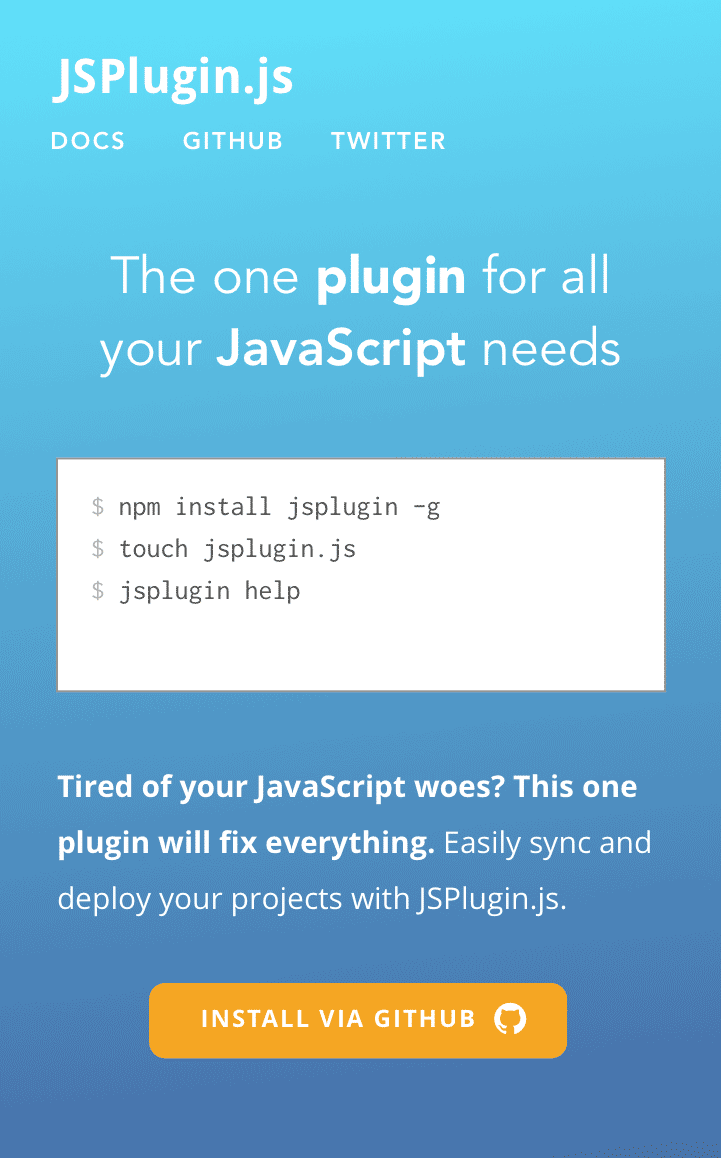 JSPlugin.js
DOCS GITHUB TWITTER
The one plugin for all
your JavaScript needs
$ npm install jsplugin -g
$ touch jsplugin.js
$ jsplugin help
Tired of your JavaScript woes? This one
plugin will fix everything. Easily sync and
deploy your projects with JSPlugin.js.
INSTALL VIA GITHUB